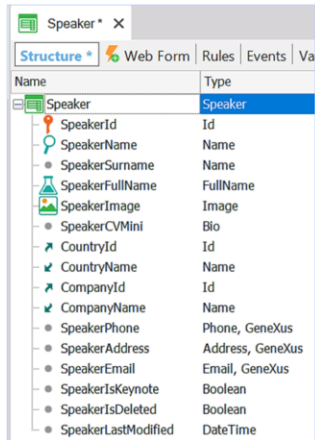 Speaker *
Structure * Web Form Rules Events Va
Name Type
Speaker Speaker
SpeakerId Id
SpeakerName Name
SpeakerSurname Name
SpeakerFullName FullName
SpeakerImage Image
SpeakerCVMini Bio
CountryId Id
CountryName Name
CompanyId Id
CompanyName Name
SpeakerPhone Phone, GeneXus
SpeakerAddress Address, GeneXus
SpeakerEmail Email, GeneXus
SpeakerIsKeynote Boolean
SpeakerIsDeleted Boolean
SpeakerLastModified DateTime